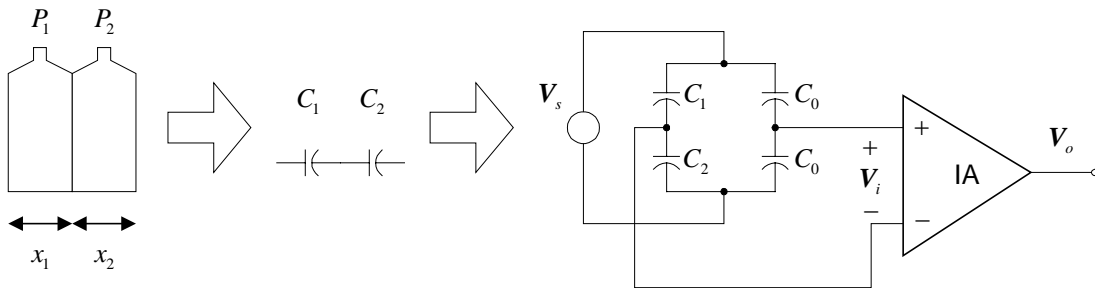 P₁ P₂
x₁ x₂
C₁ C₂
Vₛ
C₁ C₀
C₂ C₀
+
Vᵢ
−
+
−
IA
Vₒ